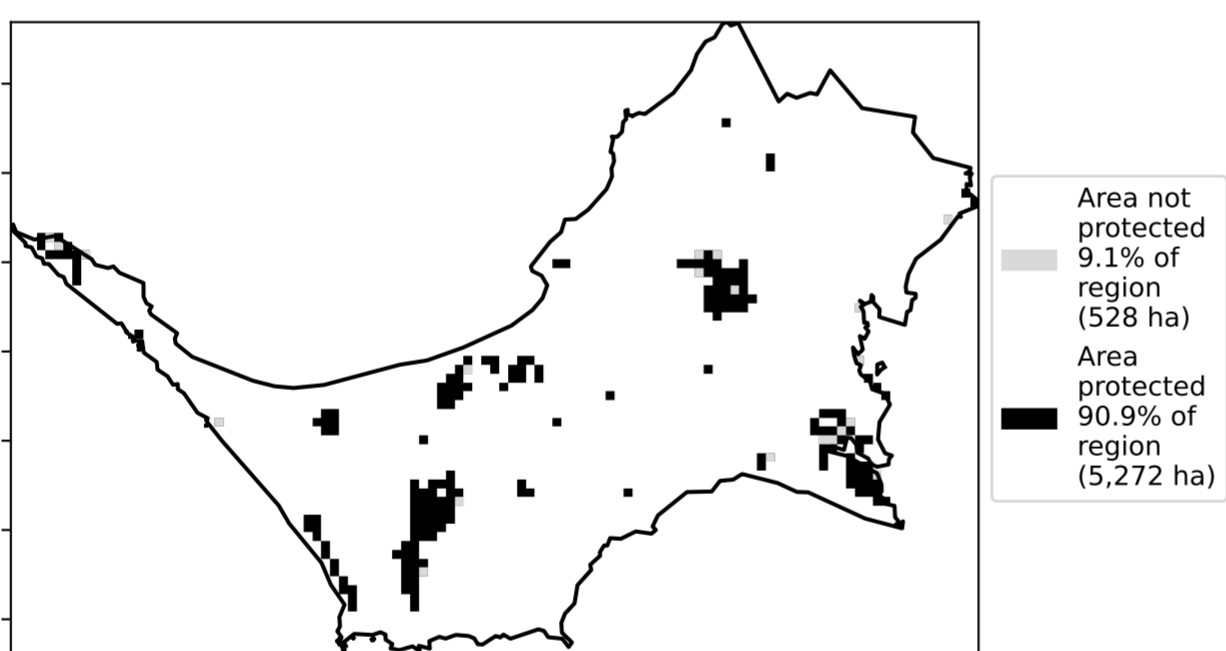 Area not
protected
9.1% of
region
(528 ha)
Area
protected
90.9% of
region
(5,272 ha)